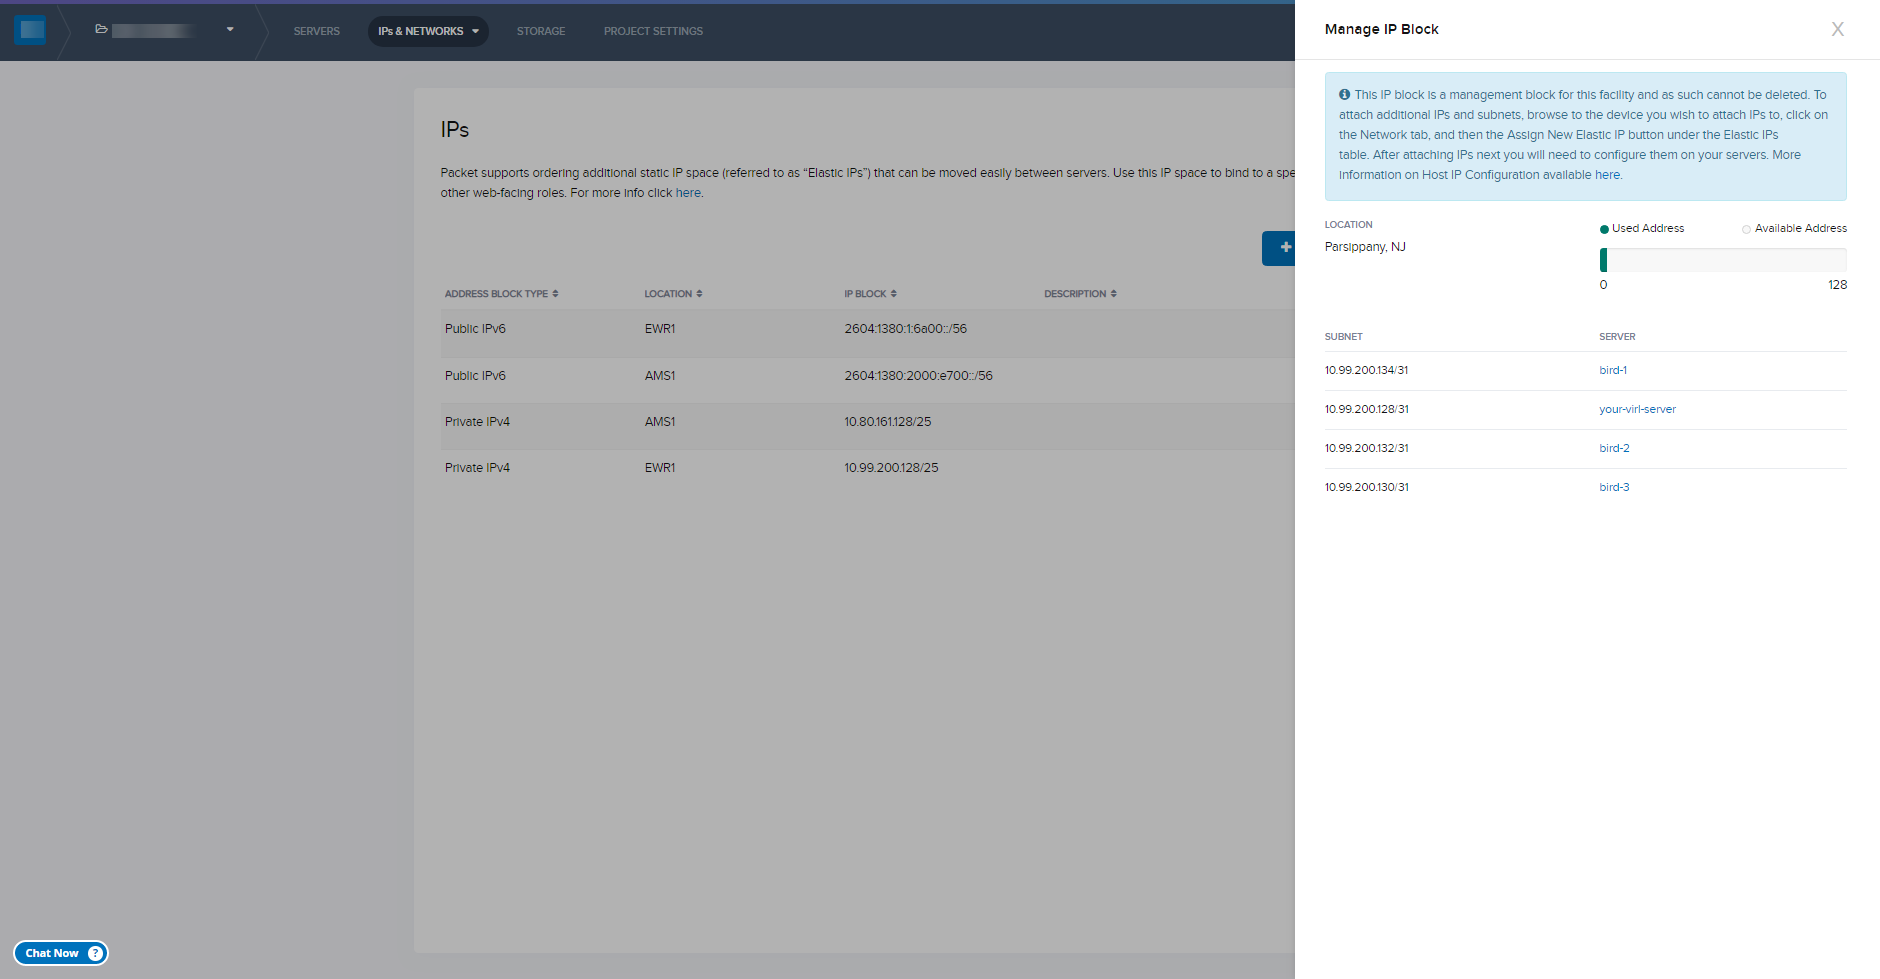 SERVERS
IPs & NETWORKS
STORAGE
PROJECT SETTINGS
IPs
Packet supports ordering additional static IP space (referred to as “Elastic IPs”) that can be moved easily between servers. Use this IP space to bind to a spe
other web-facing roles. For more info click here.
+
ADDRESS BLOCK TYPE LOCATION IP BLOCK DESCRIPTION
Public IPv6 EWR1 2604:1380:1:6a00::/56
Public IPv6 AMS1 2604:1380:2000:e700::/56
Private IPv4 AMS1 10.80.161.128/25
Private IPv4 EWR1 10.99.200.128/25
Chat Now ?
Manage IP Block X
This IP block is a management block for this facility and as such cannot be deleted. To
attach additional IPs and subnets, browse to the device you wish to attach IPs to, click on
the Network tab, and then the Assign New Elastic IP button under the Elastic IPs
table. After attaching IPs next you will need to configure them on your servers. More
information on Host IP Configuration available here.
LOCATION
Parsippany, NJ
Used Address Available Address
0 128
SUBNET SERVER
10.99.200.134/31 bird-1
10.99.200.128/31 your-virl-server
10.99.200.132/31 bird-2
10.99.200.130/31 bird-3